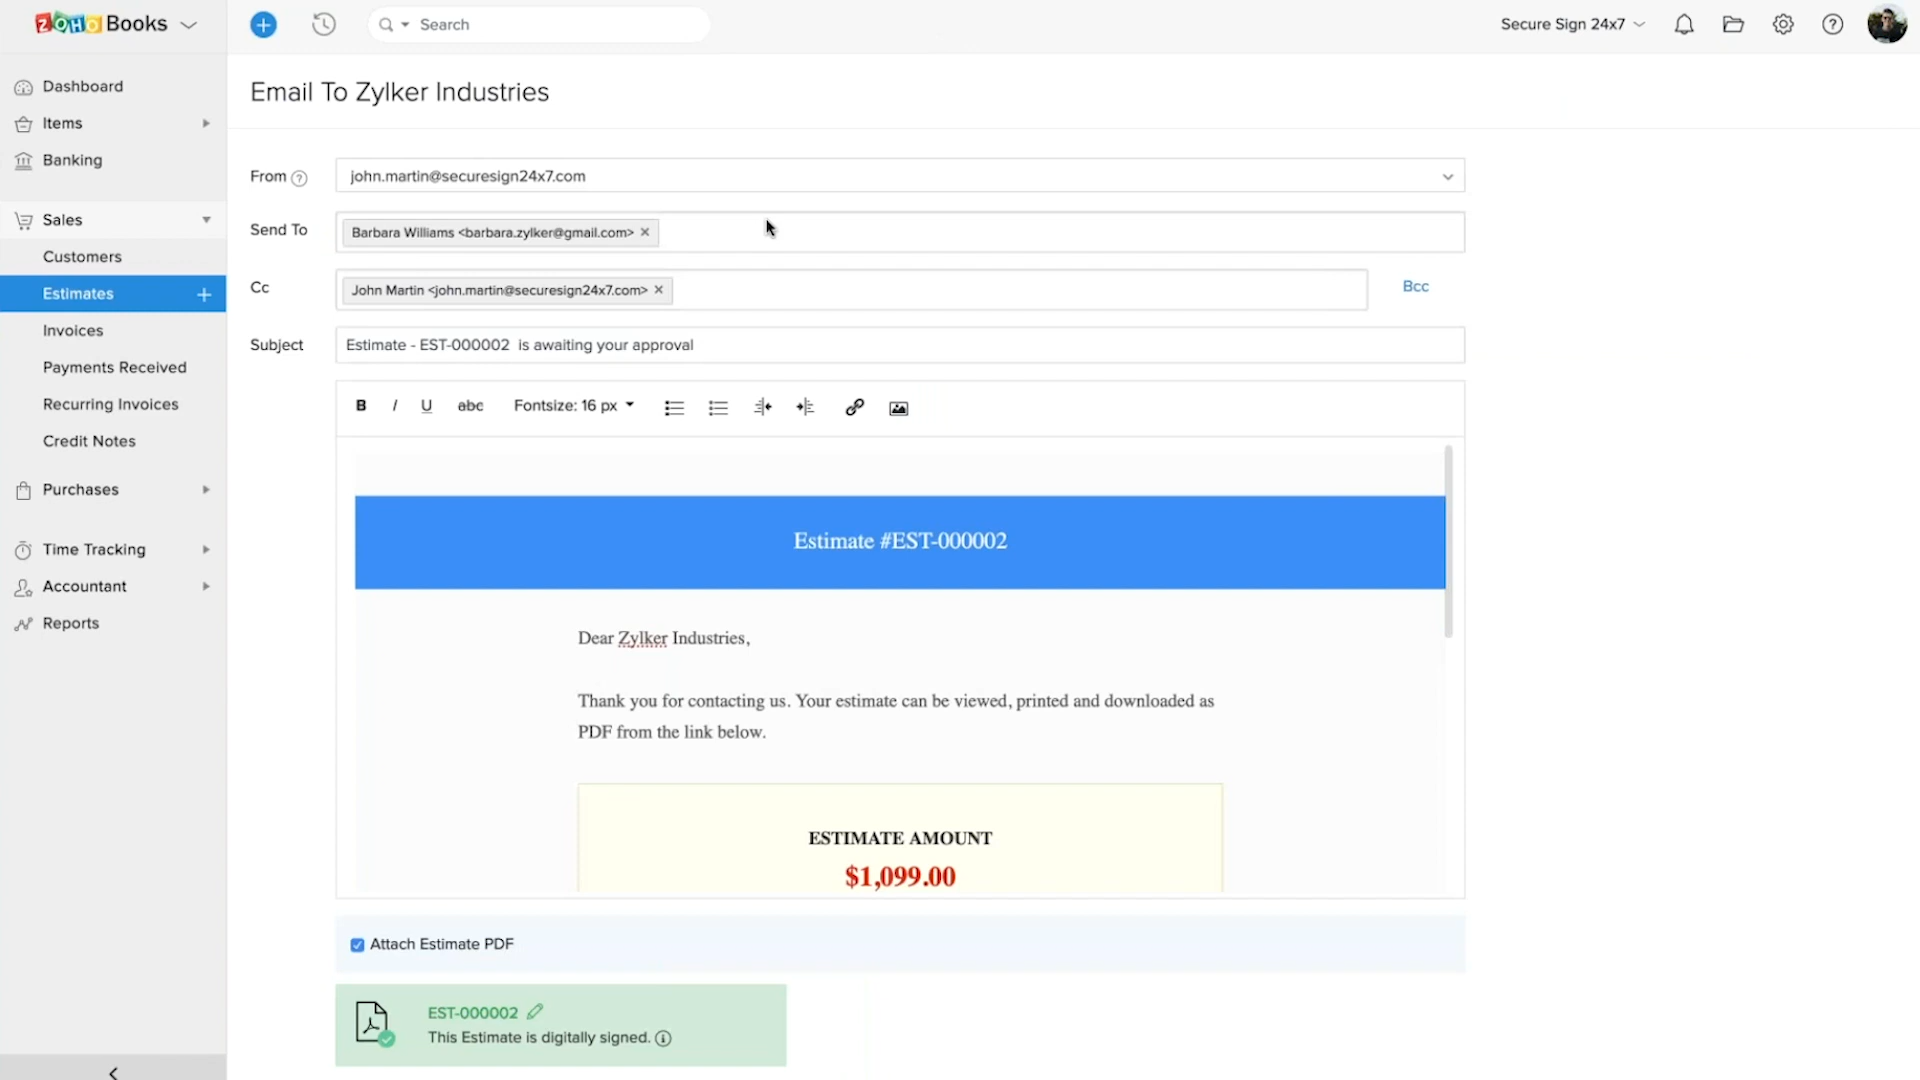 ZOHO Books
Search
Secure Sign 24x7
Dashboard
Items
Banking
Sales
Customers
Estimates
Invoices
Payments Received
Recurring Invoices
Credit Notes
Purchases
Time Tracking
Accountant
Reports
Email To Zylker Industries
From
john.martin@securesign24x7.com
Send To
Barbara Williams <barbara.zylker@gmail.com>
Cc
John Martin <john.martin@securesign24x7.com>
Bcc
Subject
Estimate - EST-000002 is awaiting your approval
B I U abc Fontsize: 16 px
Estimate #EST-000002
Dear Zylker Industries,
Thank you for contacting us. Your estimate can be viewed, printed and downloaded as
PDF from the link below.
ESTIMATE AMOUNT
$1,099.00
Attach Estimate PDF
EST-000002
This Estimate is digitally signed.